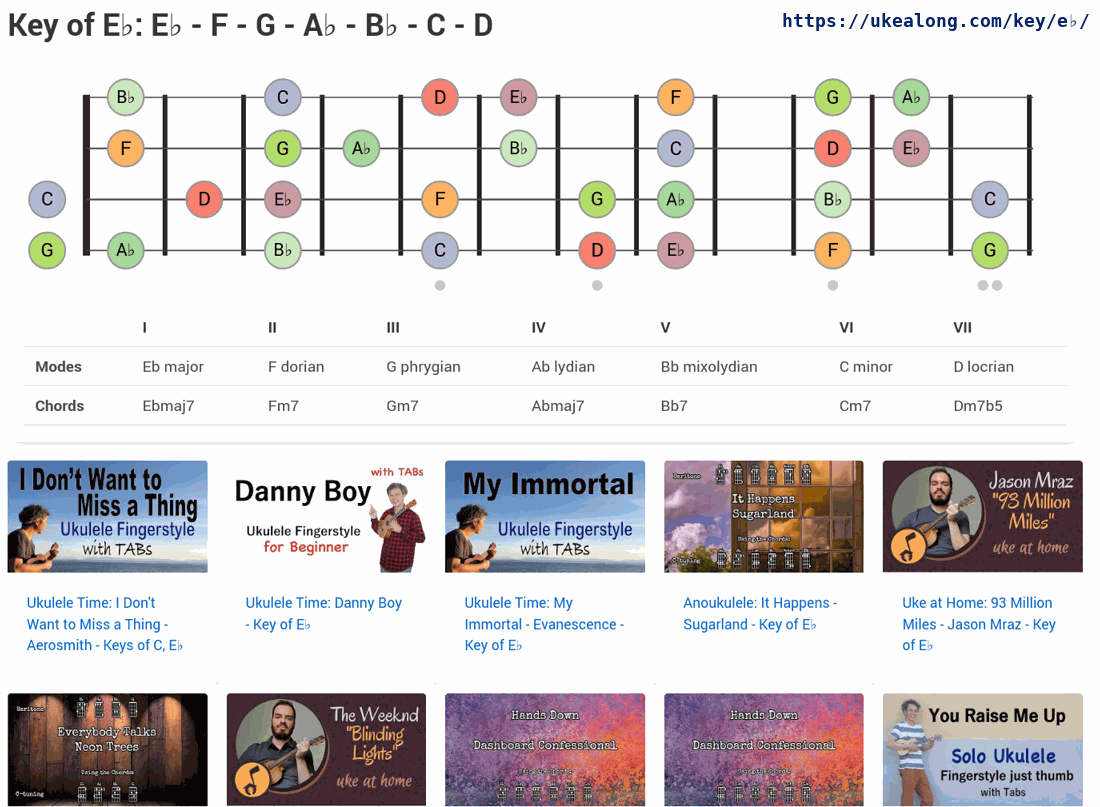 Key of E♭: E♭ - F - G - A♭ - B♭ - C - D
https://ukealong.com/key/e♭/
B♭ C D E♭ F G A♭
F G A♭ B♭ C D E♭
C D E♭ F G A♭ B♭ C
G A♭ B♭ C D E♭ F G
I II III IV V VI VII
Modes Eb major F dorian G phrygian Ab lydian Bb mixolydian C minor D locrian
Chords Ebmaj7 Fm7 Gm7 Abmaj7 Bb7 Cm7 Dm7b5
I Don't Want to
Miss a Thing
Ukulele Fingerstyle
with TABs
with TABs
Danny Boy
Ukulele Fingerstyle
for Beginner
My Immortal
Ukulele Fingerstyle
with TABs
Baritone
It Happens
Sugarland
Using the Chords:
C-tuning
Jason Mraz
"93 Million
Miles"
uke at home
Ukulele Time: I Don't
Want to Miss a Thing -
Aerosmith - Keys of C, E♭
Ukulele Time: Danny Boy
- Key of E♭
Ukulele Time: My
Immortal - Evanescence -
Key of E♭
Anoukulele: It Happens -
Sugarland - Key of E♭
Uke at Home: 93 Million
Miles - Jason Mraz - Key
of E♭
Baritone
Everybody Talks
Neon Trees
Using the Chords:
C-tuning
The Weeknd
"Blinding
Lights"
uke at home
Hands Down
Dashboard Confessional
Using the Chords:
Hands Down
Dashboard Confessional
Using the Chords:
You Raise Me Up
Solo Ukulele
Fingerstyle just thumb
with Tabs